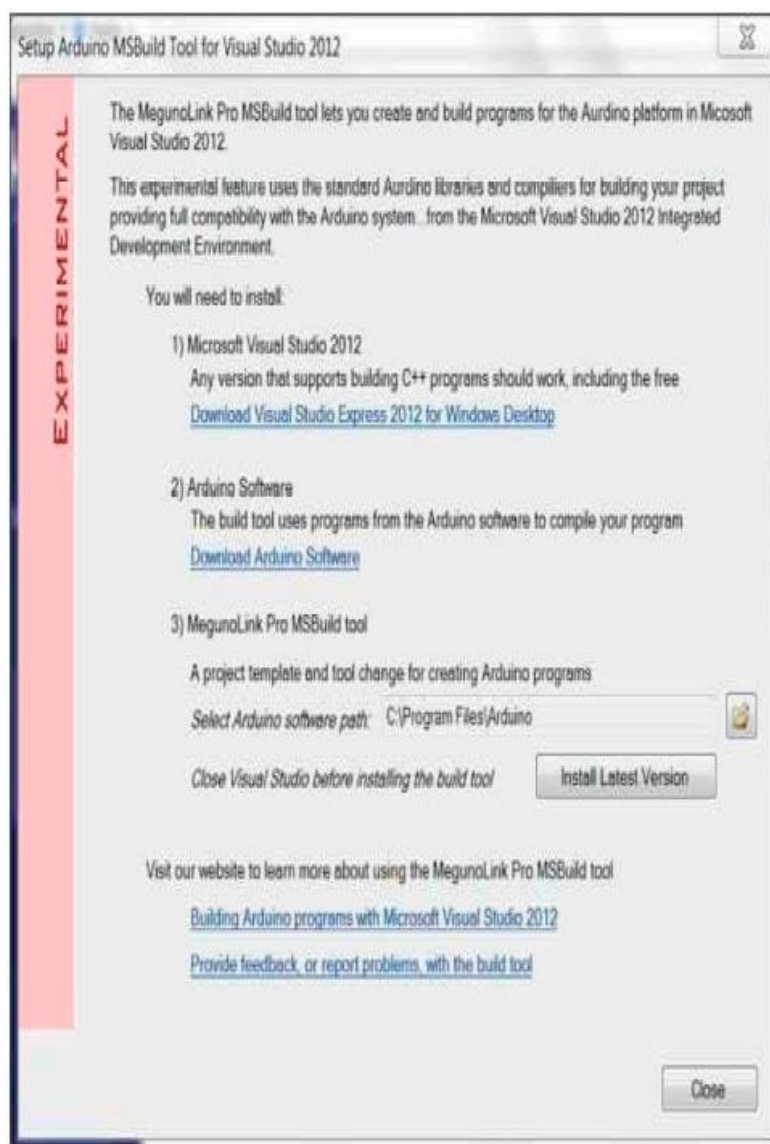 Setup Arduino MSBuild Tool for Visual Studio 2012
EXPERIMENTAL
The MegunoLink Pro MSBuild tool lets you create and build programs for the Aurdino platform in Micosoft
Visual Studio 2012.
This experimental feature uses the standard Aurdino libraries and compiliers for building your project
providing full compatibility with the Arduino system...from the Microsoft Visual Studio 2012 Integrated
Development Environment.
You will need to install:
1) Microsoft Visual Studio 2012
Any version that supports building C++ programs should work, including the free
Download Visual Studio Express 2012 for Windows Desktop
2) Arduino Software
The build tool uses programs from the Arduino software to compile your program
Download Arduino Software
3) MegunoLink Pro MSBuild tool
A project template and tool change for creating Arduino programs
Select Arduino software path: C:\Program Files\Arduino
Close Visual Studio before installing the build tool Install Latest Version
Visit our website to learn more about using the MegunoLink Pro MSBuild tool
Building Arduino programs with Microsoft Visual Studio 2012
Provide feedback, or report problems, with the build tool
Close